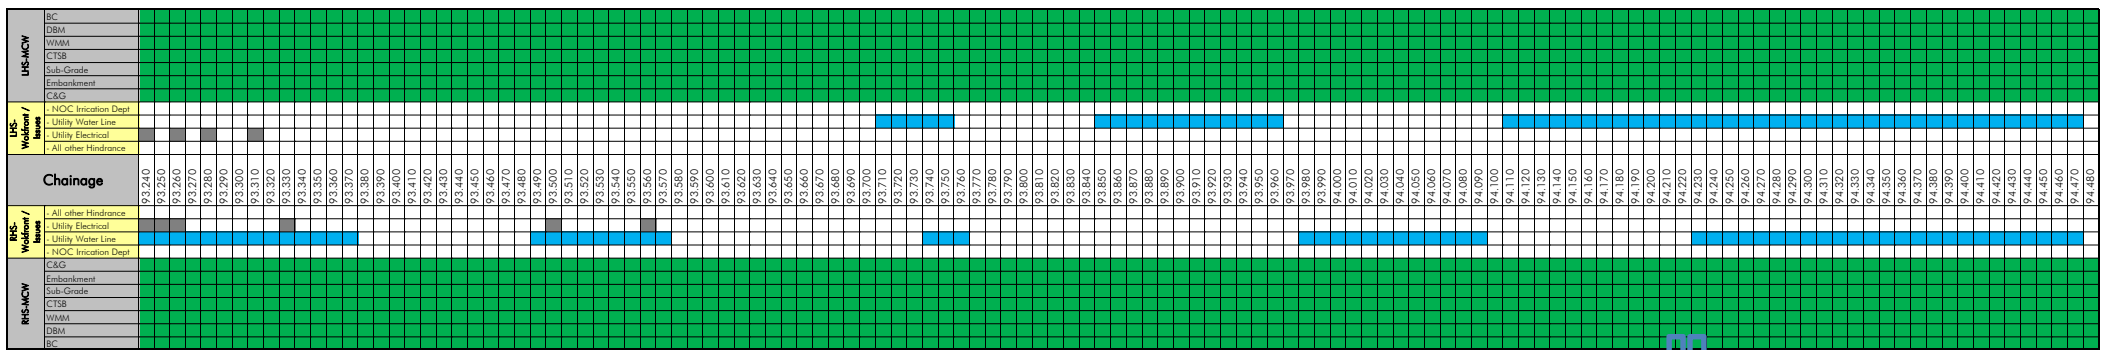 LHS-MCW
BC
DBM
WMM
CTSB
Sub-Grade
Embankment
C&G
LHS-
Wokfront /
Issues
- NOC Irrication Dept
- Utility Water Line
- Utility Electrical
- All other Hindrance
Chainage
93.240 93.250 93.260 93.270 93.280 93.290 93.300 93.310 93.320 93.330 93.340 93.350 93.360 93.370 93.380 93.390 93.400 93.410 93.420 93.430 93.440 93.450 93.460 93.470 93.480 93.490 93.500 93.510 93.520 93.530 93.540 93.550 93.560 93.570 93.580 93.590 93.600 93.610 93.620 93.630 93.640 93.650 93.660 93.670 93.680 93.690 93.700 93.710 93.720 93.730 93.740 93.750 93.760 93.770 93.780 93.790 93.800 93.810 93.820 93.830 93.840 93.850 93.860 93.870 93.880 93.890 93.900 93.910 93.920 93.930 93.940 93.950 93.960 93.970 93.980 93.990 94.000 94.010 94.020 94.030 94.040 94.050 94.060 94.070 94.080 94.090 94.100 94.110 94.120 94.130 94.140 94.150 94.160 94.170 94.180 94.190 94.200 94.210 94.220 94.230 94.240 94.250 94.260 94.270 94.280 94.290 94.300 94.310 94.320 94.330 94.340 94.350 94.360 94.370 94.380 94.390 94.400 94.410 94.420 94.430 94.440 94.450 94.460 94.470 94.480
RHS-
Wokfront /
Issues
- All other Hindrance
- Utility Electrical
- Utility Water Line
- NOC Irrication Dept
RHS-MCW
C&G
Embankment
Sub-Grade
CTSB
WMM
DBM
BC